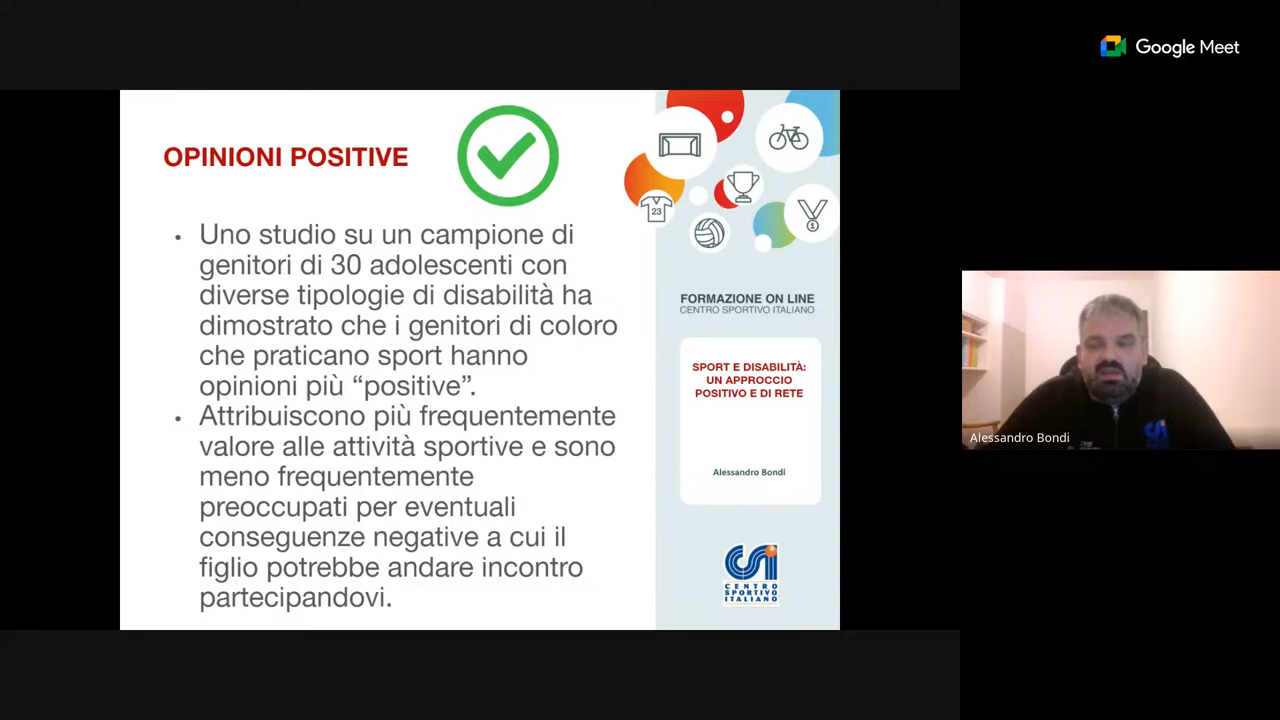 Google Meet
OPINIONI POSITIVE
• Uno studio su un campione di
genitori di 30 adolescenti con
diverse tipologie di disabilità ha
dimostrato che i genitori di coloro
che praticano sport hanno
opinioni più “positive”.
• Attribuiscono più frequentemente
valore alle attività sportive e sono
meno frequentemente
preoccupati per eventuali
conseguenze negative a cui il
figlio potrebbe andare incontro
partecipandovi.
23
1
FORMAZIONE ON LINE
CENTRO SPORTIVO ITALIANO
SPORT E DISABILITÀ:
UN APPROCCIO
POSITIVO E DI RETE
Alessandro Bondi
CSI
CENTRO
SPORTIVO
ITALIANO
Alessandro Bondi